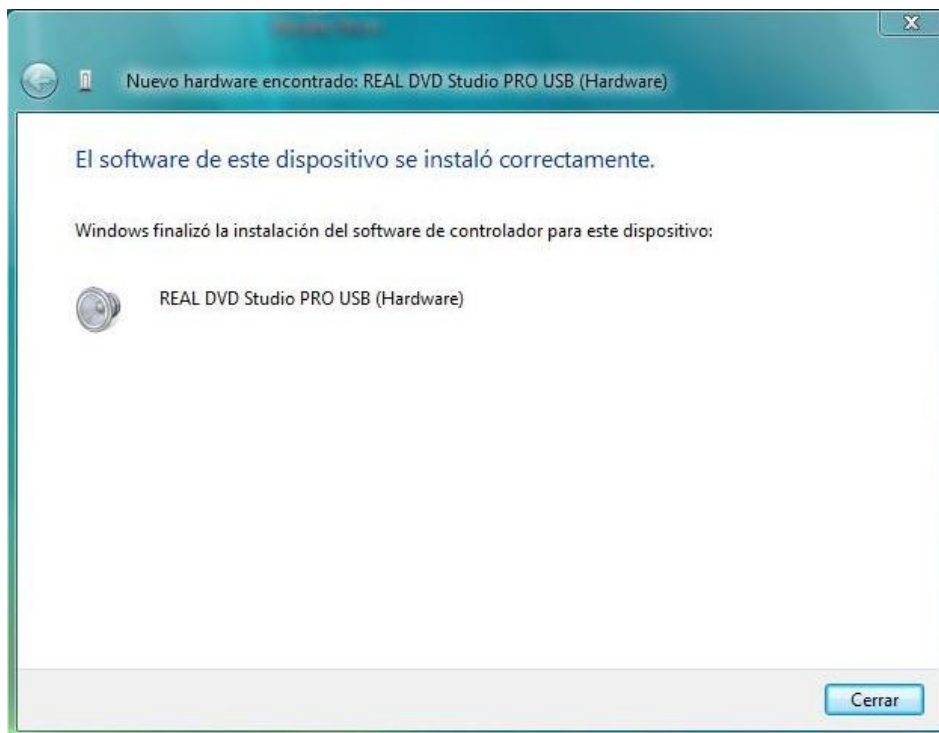 Nuevo hardware encontrado: REAL DVD Studio PRO USB (Hardware)
El software de este dispositivo se instaló correctamente.
Windows finalizó la instalación del software de controlador para este dispositivo:
REAL DVD Studio PRO USB (Hardware)
Cerrar